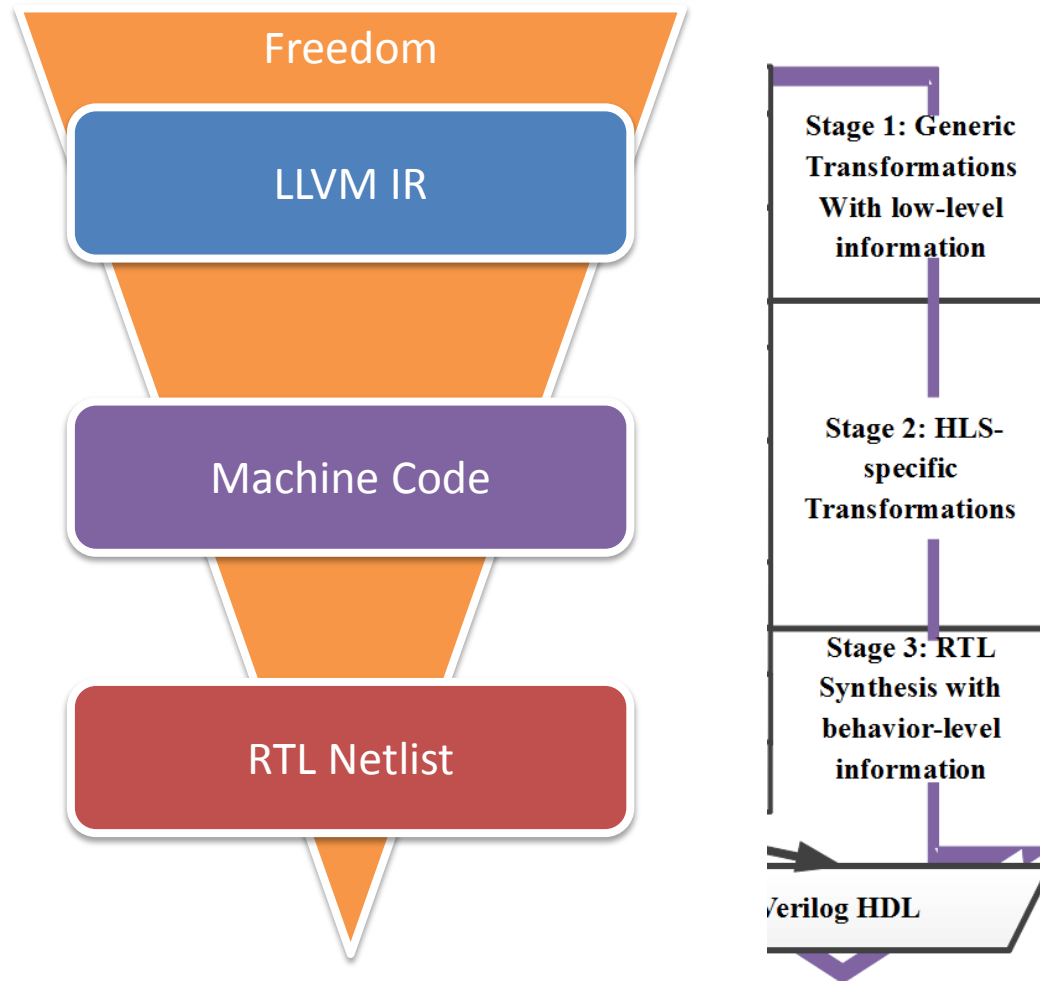 Freedom
LLVM IR
Machine Code
RTL Netlist
Stage 1: Generic
Transformations
With low-level
information
Stage 2: HLS-
specific
Transformations
Stage 3: RTL
Synthesis with
behavior-level
information
Verilog HDL